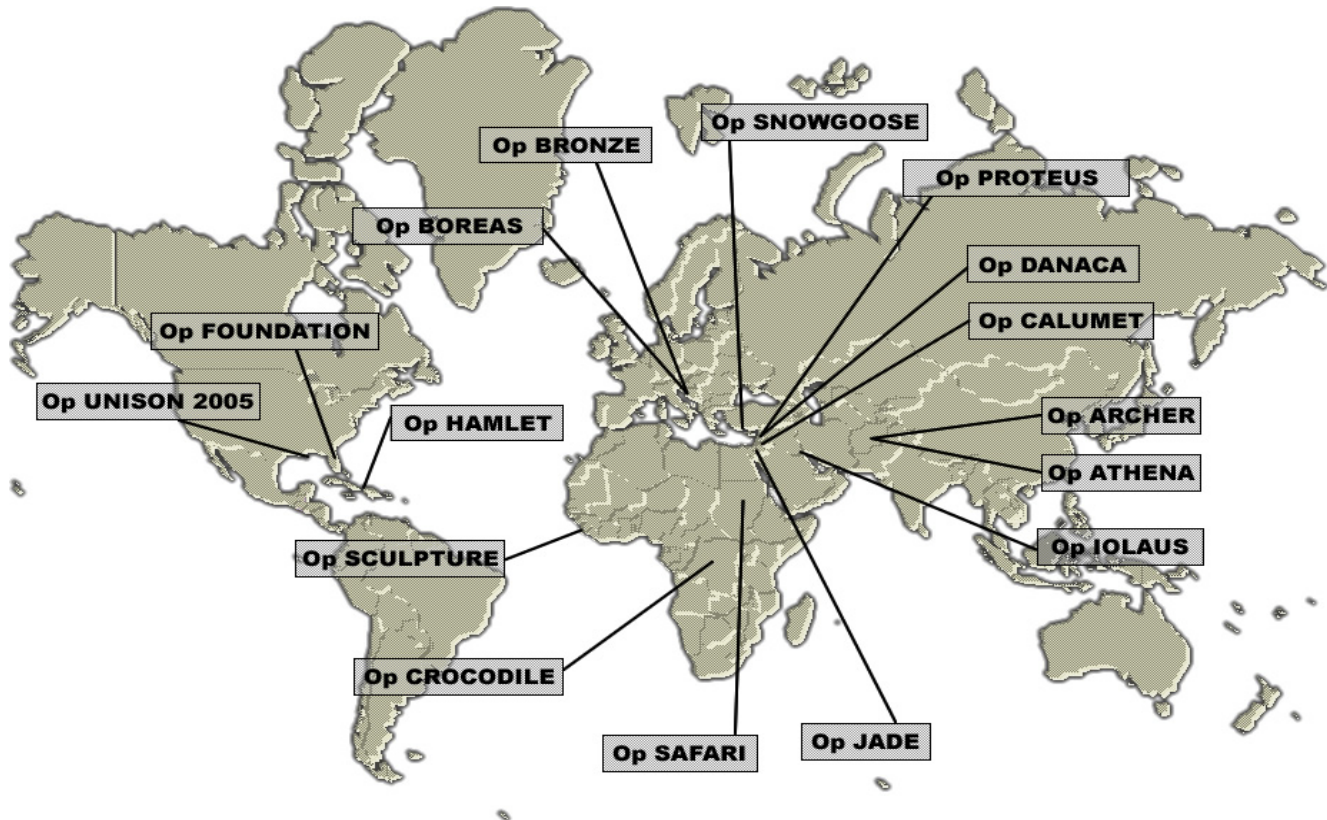 Op SNOWGOOSE
Op BRONZE
Op PROTEUS
Op BOREAS
Op DANACA
Op CALUMET
Op FOUNDATION
Op UNISON 2005
Op HAMLET
Op ARCHER
Op ATHENA
Op IOLAUS
Op SCULPTURE
Op CROCODILE
Op JADE
Op SAFARI